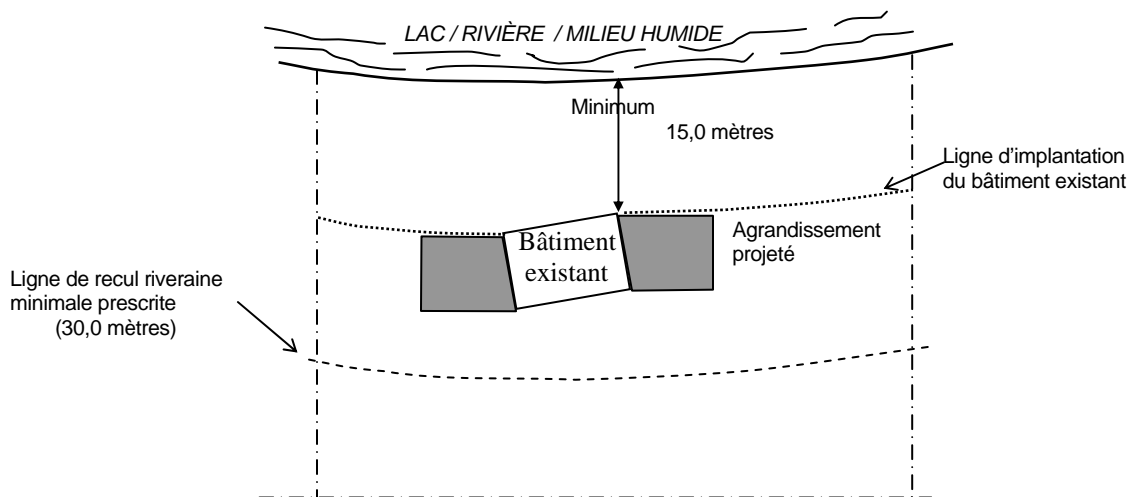 LAC / RIVIÈRE / MILIEU HUMIDE
Minimum
15,0 mètres
Ligne d'implantation
du bâtiment existant
Agrandissement
projeté
Bâtiment
existant
Ligne de recul riveraine
minimale prescrite
(30,0 mètres)